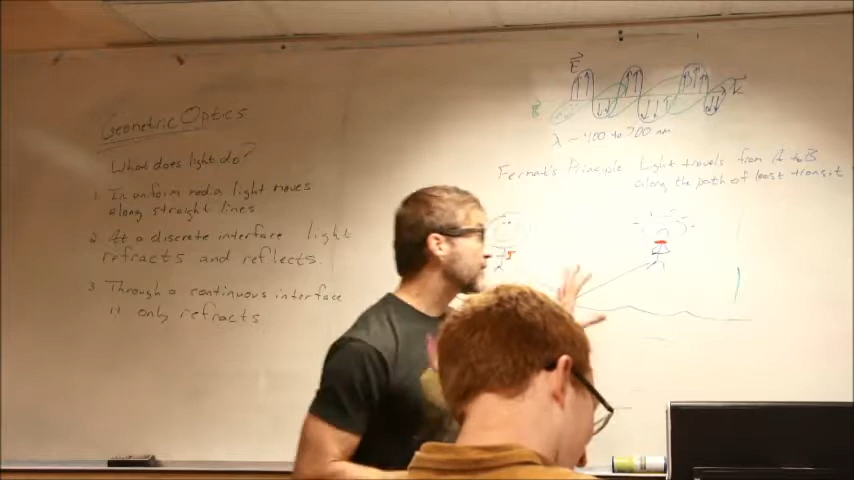 Geometric Optics
What does light do?
1. In uniform media light moves
along straight lines.
2. At a discrete interface light
refracts and reflects.
3. Through a continuous interface
it only refracts
E
B
k
λ ~ 400 to 700 nm
Fermat's Principle Light travels from A to B
along the path of least transit